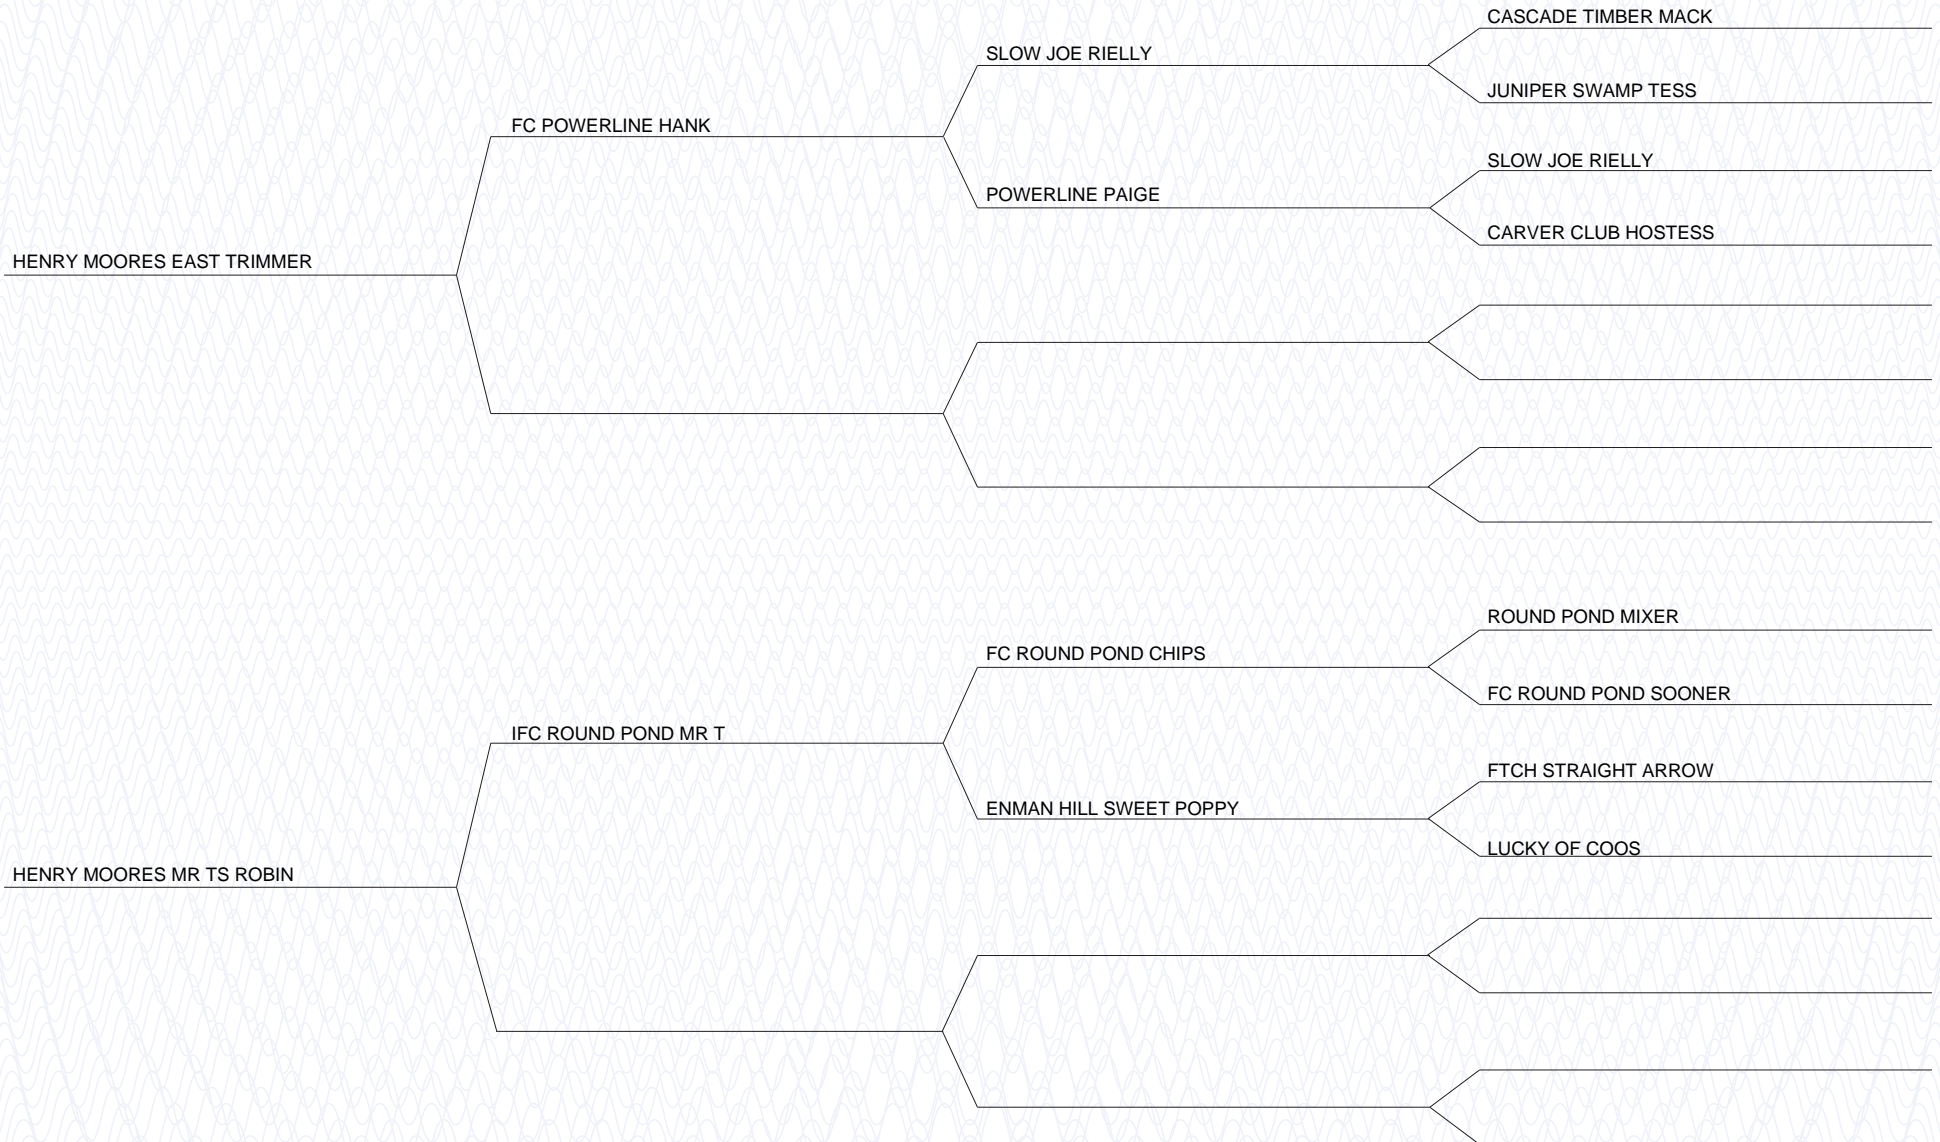 CASCADE TIMBER MACK
SLOW JOE RIELLY
JUNIPER SWAMP TESS
FC POWERLINE HANK
SLOW JOE RIELLY
POWERLINE PAIGE
CARVER CLUB HOSTESS
HENRY MOORES EAST TRIMMER
ROUND POND MIXER
FC ROUND POND CHIPS
FC ROUND POND SOONER
IFC ROUND POND MR T
FTCH STRAIGHT ARROW
ENMAN HILL SWEET POPPY
LUCKY OF COOS
HENRY MOORES MR TS ROBIN